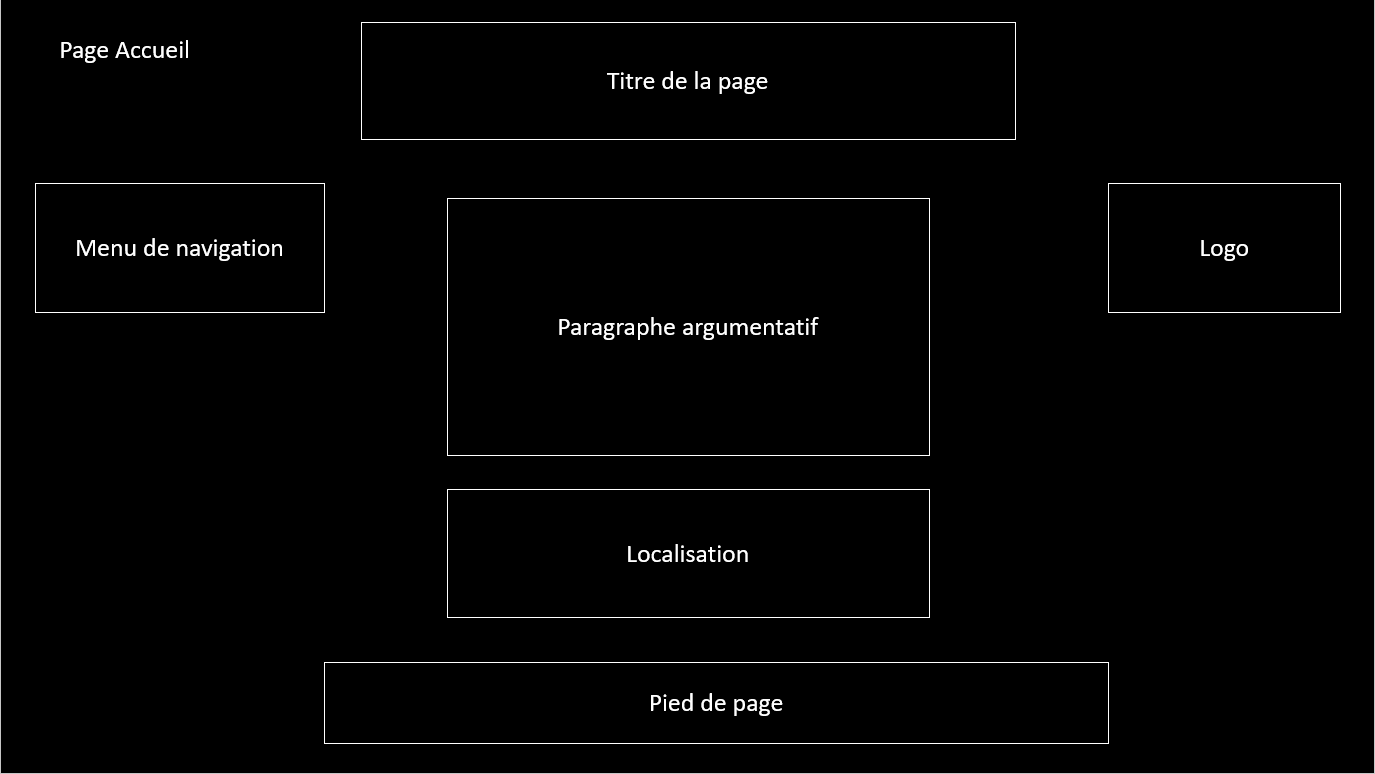 Page Accueil
Titre de la page
Menu de navigation
Logo
Paragraphe argumentatif
Localisation
Pied de page